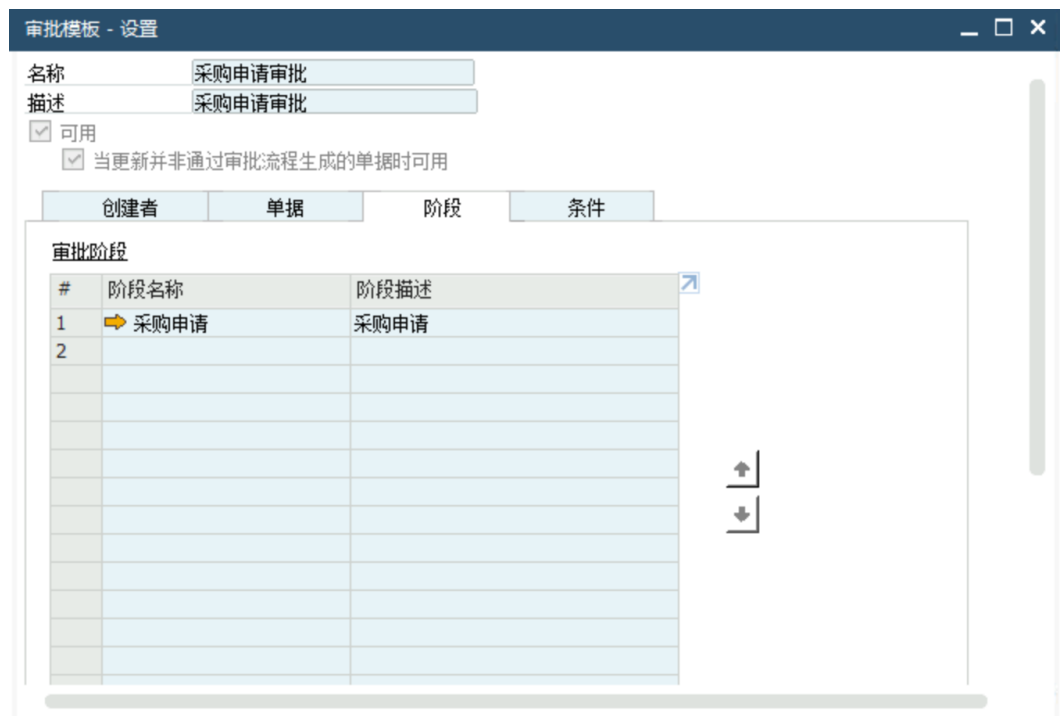 审批模板 - 设置
名称 采购申请审批
描述 采购申请审批
可用
当更新并非通过审批流程生成的单据时可用
创建者 单据 阶段 条件
审批阶段
# 阶段名称 阶段描述
1 采购申请 采购申请
2